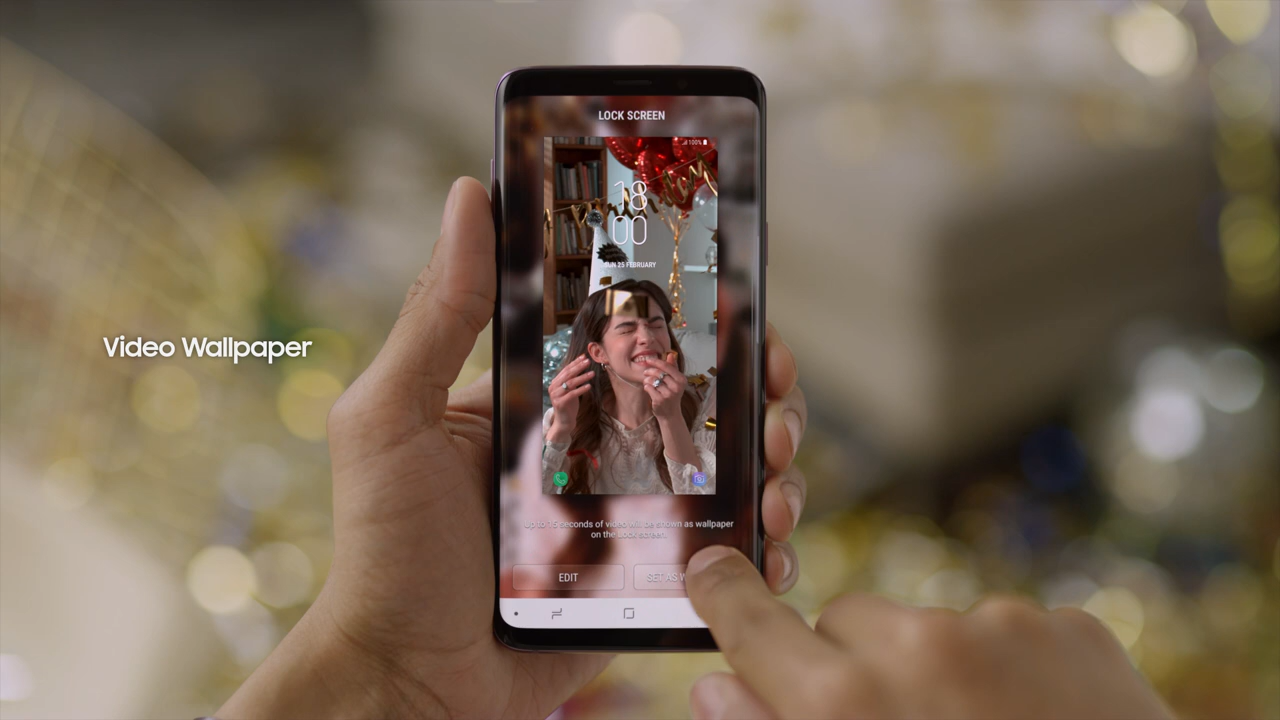 LOCK SCREEN
100%
18
00
SUN 25 FEBRUARY
Video Wallpaper
Up to 15 seconds of video will be shown as wallpaper
on the Lock screen.
EDIT
SET AS W